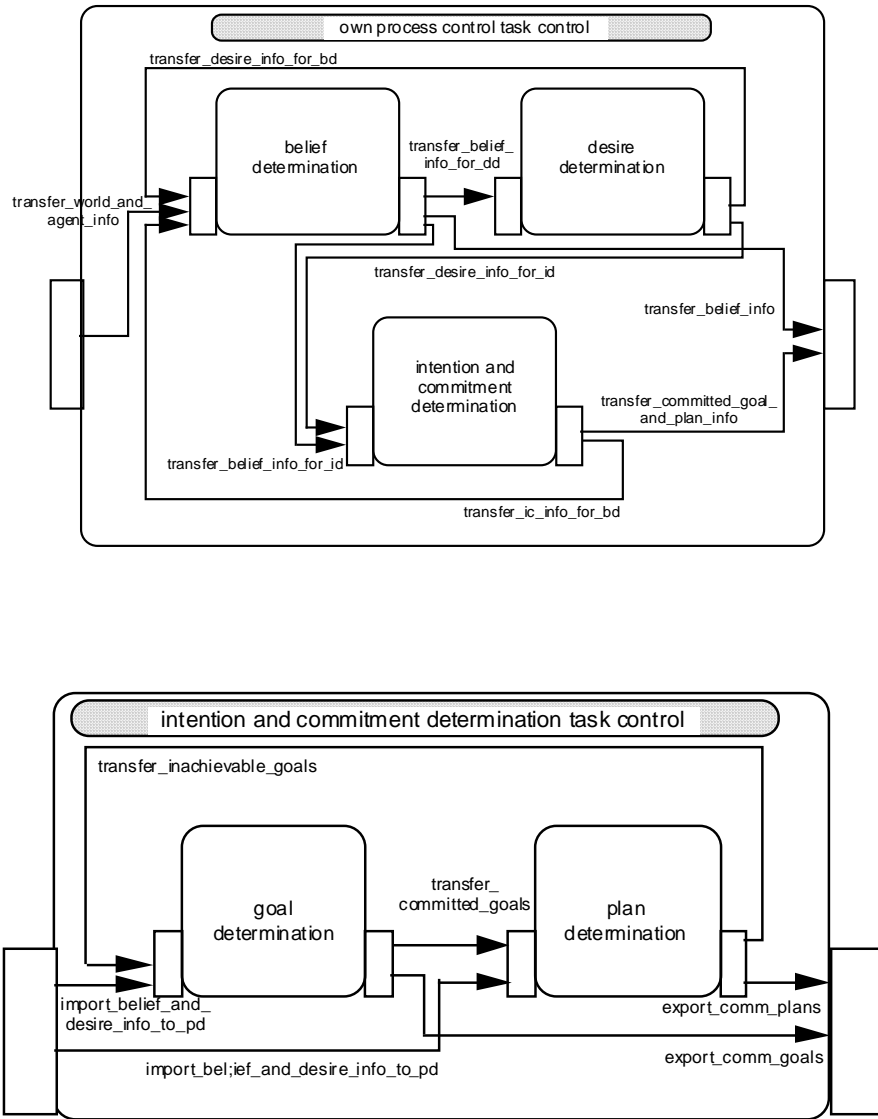 own process control task control
transfer_desire_info_for_bd
belief
determination
transfer_belief_
info_for_dd
desire
determination
transfer_world_and_
agent_info
transfer_desire_info_for_id
transfer_belief_info
intention and
commitment
determination
transfer_committed_goal_
and_plan_info
transfer_belief_info_for_id
transfer_ic_info_for_bd
intention and commitment determination task control
transfer_inachievable_goals
goal
determination
transfer_
committed_goals
plan
determination
import_belief_and_
desire_info_to_pd
export_comm_plans
import_bel;ief_and_desire_info_to_pd
export_comm_goals